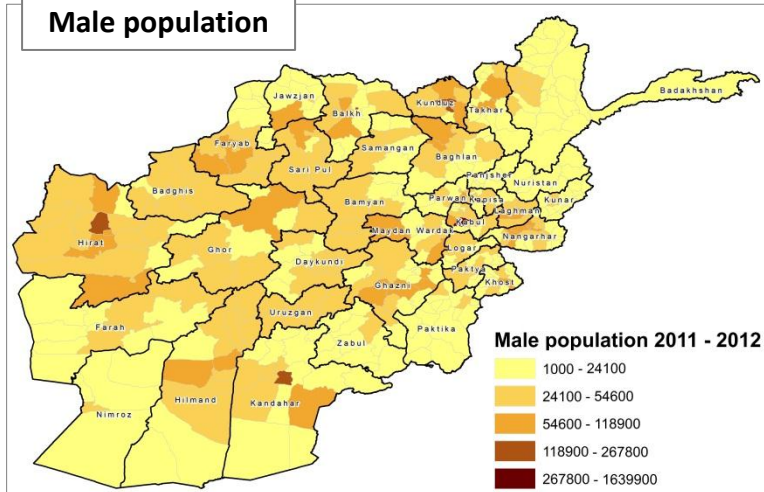 Male population
Badakhshan
Jawzjan
Kunduz
Balkh
Takhar
Faryab
Samangan
Baghlan
Sari Pul
Panjsher
Nuristan
Badghis
Bamyan
Parwan
Kapisa
Kunar
Laghman
Kabul
Hirat
Maydan Wardak
Nangarhar
Ghor
Logar
Daykundi
Paktya
Ghazni
Khost
Uruzgan
Farah
Zabul
Paktika
Nimroz
Hilmand
Kandahar
Male population 2011 - 2012
1000 - 24100
24100 - 54600
54600 - 118900
118900 - 267800
267800 - 1639900